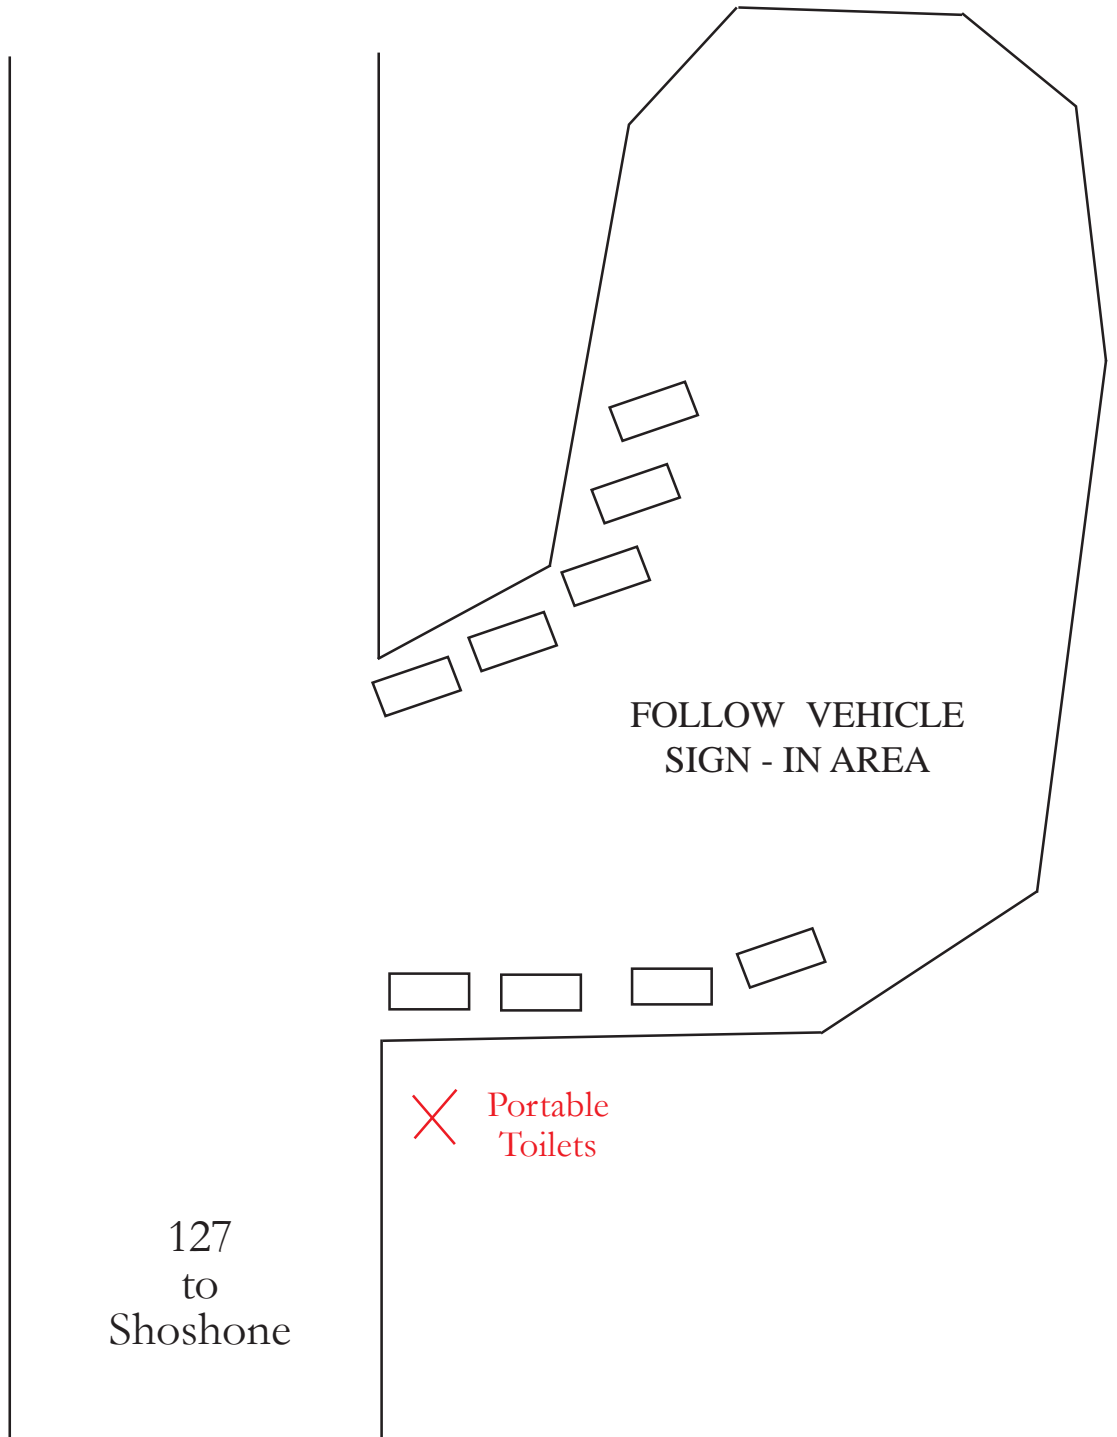 FOLLOW VEHICLE
SIGN - IN AREA
Portable
Toilets
127
to
Shoshone